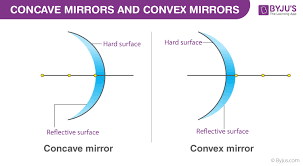 CONCAVE MIRRORS AND CONVEX MIRRORS
BYJU'S
The Learning App
Hard surface
Reflective surface
Concave mirror
Hard surface
Reflective surface
Convex mirror
© Byjus.com